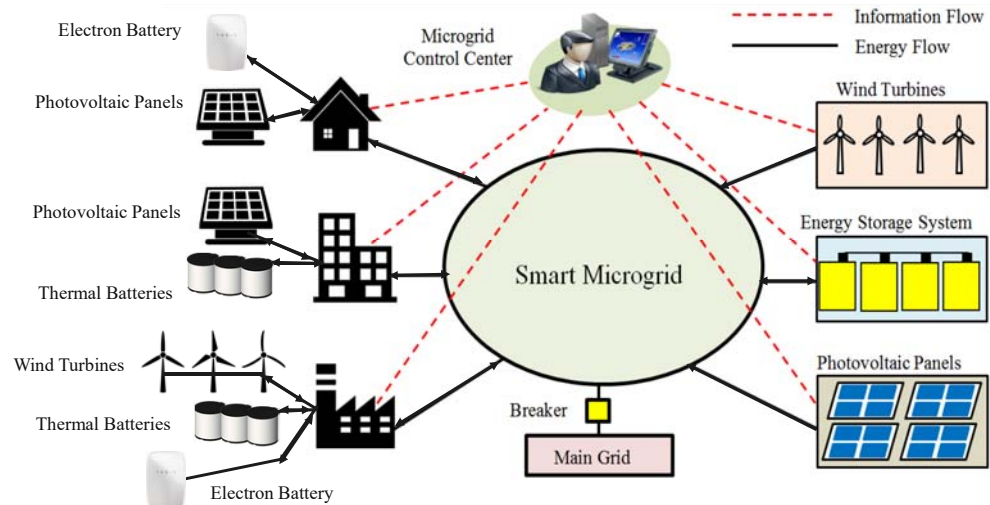 Electron Battery
Photovoltaic Panels
Microgrid
Control Center
Information Flow
Energy Flow
Wind Turbines
Photovoltaic Panels
Thermal Batteries
Smart Microgrid
Energy Storage System
Wind Turbines
Thermal Batteries
Electron Battery
Breaker
Main Grid
Photovoltaic Panels